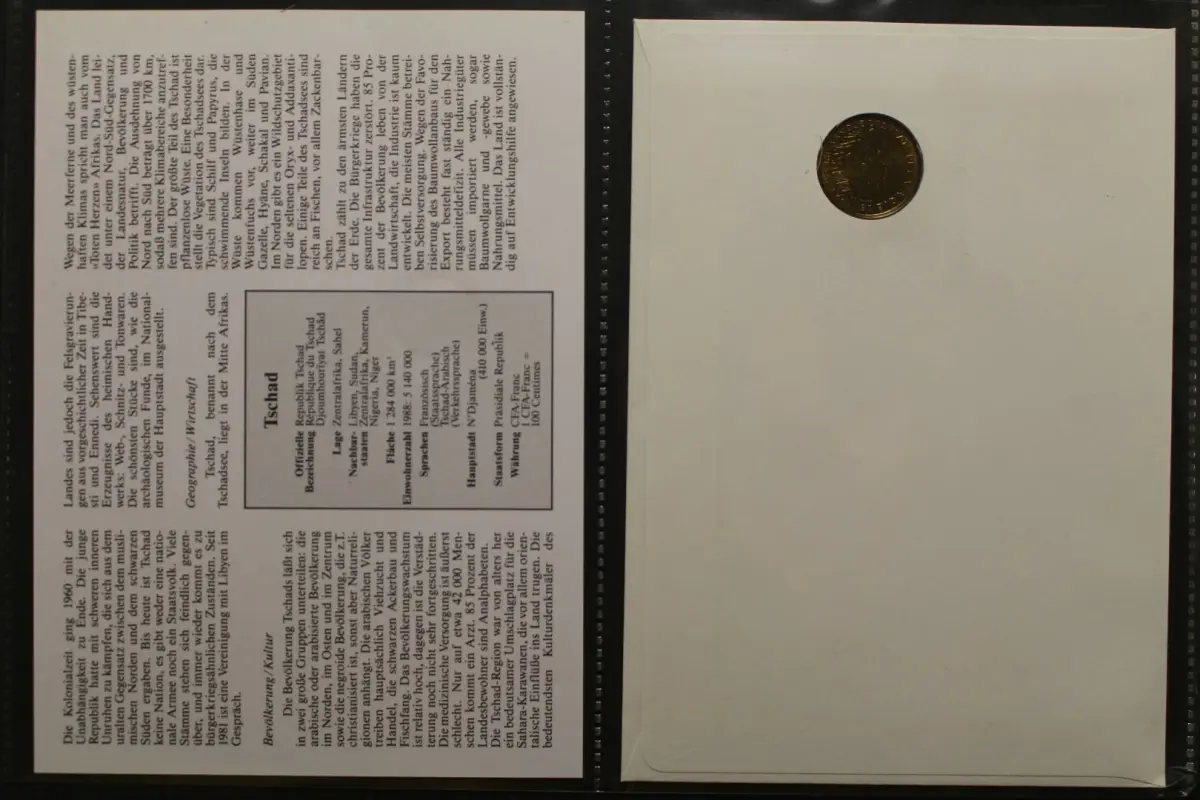 Die Kolonialzeit ging 1960 mit der
Unabhängigkeit zu Ende. Die junge
Republik hatte mit schweren inneren
Unruhen zu kämpfen, die sich aus dem
uralten Gegensatz zwischen dem musli-
mischen Norden und dem schwarzen
Süden ergaben. Bis heute ist Tschad
keine Nation, es gibt weder eine natio-
nale Armee noch ein Staatsvolk. Viele
Stämme stehen sich feindlich gegen-
über, und immer wieder kommt es zu
bürgerkriegsähnlichen Zuständen. Seit
1981 ist eine Vereinigung mit Libyen im
Gespräch.
Bevölkerung/Kultur
Die Bevölkerung Tschads läßt sich
in zwei große Gruppen unterteilen: die
arabische oder arabisierte Bevölkerung
im Norden, im Osten und im Zentrum
sowie die negroide Bevölkerung, die z.T.
christianisiert ist, sonst aber Naturreli-
gionen anhängt. Die arabischen Völker
treiben hauptsächlich Viehzucht und
Handel, die schwarzen Ackerbau und
Fischfang. Das Bevölkerungswachstum
ist relativ hoch, dagegen ist die Verstäd-
terung noch nicht sehr fortgeschritten.
Die medizinische Versorgung ist äußerst
schlecht. Nur auf etwa 42 000 Men-
schen kommt ein Arzt. 85 Prozent der
Landesbewohner sind Analphabeten.
Die Tschad-Region war von alters her
ein bedeutsamer Umschlagplatz für die
Sahara-Karawanen, die vor allem orien-
talische Einflüße ins Land trugen. Die
bedeutendsten Kulturdenkmäler des
Landes sind jedoch die Felsgravierun-
gen aus vorgeschichtlicher Zeit in Tibe-
sti und Ennedi. Sehenswert sind die
Erzeugnisse des heimischen Hand-
werks: Web-, Schnitz- und Tonwaren.
Die schönsten Stücke sind, wie die
archäologischen Funde, im National-
museum der Hauptstadt ausgestellt.
Geographie/Wirtschaft
Tschad, benannt nach dem
Tschadsee, liegt in der Mitte Afrikas.
Tschad
Offizielle Republik Tschad
Bezeichnung République du Tschad
Djoumhouriyat Tschâd
Lage Zentralafrika, Sahel
Nachbar- Libyen, Sudan,
staaten Zentralafrika, Kamerun,
Nigeria, Niger
Fläche 1 284 000 km²
Einwohnerzahl 1988: 5 140 000
Sprachen Französisch
(Staatssprache)
Tschad-Arabisch
(Verkehrssprache)
Hauptstadt N'Djaména
(410 000 Einw.)
Staatsform Präsidiale Republik
Währung CFA-Franc
1 CFA-Franc =
100 Centimes
Wegen der Meerferne und des wüsten-
haften Klimas spricht man auch vom
»Toten Herzen« Afrikas. Das Land lei-
det unter einem Nord-Süd-Gegensatz,
der Landesnatur, Bevölkerung und
Politik betrifft. Die Ausdehnung von
Nord nach Süd beträgt über 1700 km,
sodaß mehrere Klimabereiche anzutref-
fen sind. Der größte Teil des Tschad ist
pflanzenlose Wüste. Eine Besonderheit
stellt die Vegetation des Tschadsees dar.
Typisch sind Schilf und Papyrus, die
schwimmende Inseln bilden. In der
Wüste kommen Wüstenhase und
Wüstenfuchs vor, weiter im Süden
Gazelle, Hyäne, Schakal und Pavian.
Im Norden gibt es ein Wildschutzgebiet
für die seltenen Oryx- und Addaxanti-
lopen. Einige Teile des Tschadsees sind
reich an Fischen, vor allem Zackenbar-
schen.
Tschad zählt zu den ärmsten Ländern
der Erde. Die Bürgerkriege haben die
gesamte Infrastruktur zerstört. 85 Pro-
zent der Bevölkerung leben von der
Landwirtschaft, die Industrie ist kaum
entwickelt. Die meisten Stämme betrei-
ben Selbstversorgung. Wegen der Favo-
risierung des Baumwollanbaus für den
Export besteht fast ständig ein Nah-
rungsmitteldefizit. Alle Industriegüter
müssen importiert werden, sogar
Baumwollgarne und -gewebe sowie
Nahrungsmittel. Das Land ist vollstän-
dig auf Entwicklungshilfe angewiesen.